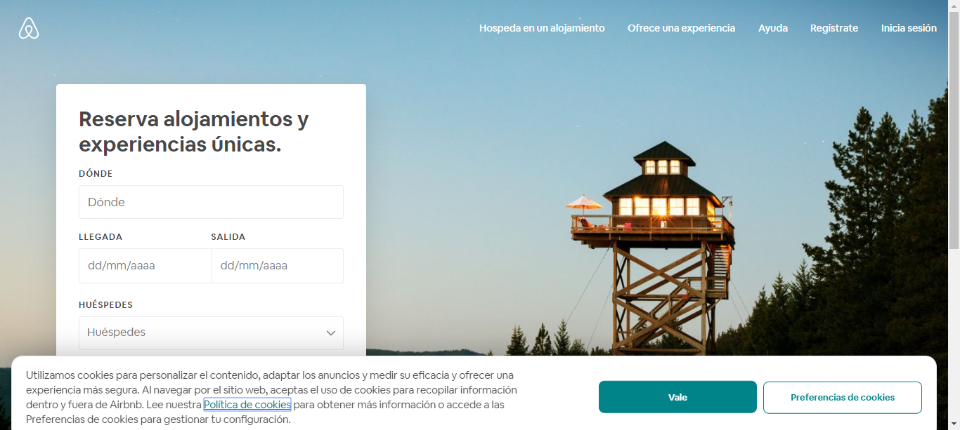 Hospeda en un alojamiento Ofrece una experiencia Ayuda Regístrate Inicia sesión
Reserva alojamientos y
experiencias únicas.
DÓNDE
Dónde
LLEGADA SALIDA
dd/mm/aaaa dd/mm/aaaa
HUÉSPEDES
Huéspedes
Utilizamos cookies para personalizar el contenido, adaptar los anuncios y medir su eficacia y ofrecer una
experiencia más segura. Al navegar por el sitio web, aceptas el uso de cookies para recopilar información
dentro y fuera de Airbnb. Lee nuestra Política de cookies para obtener más información o accede a las
Preferencias de cookies para gestionar tu configuración.
Vale
Preferencias de cookies